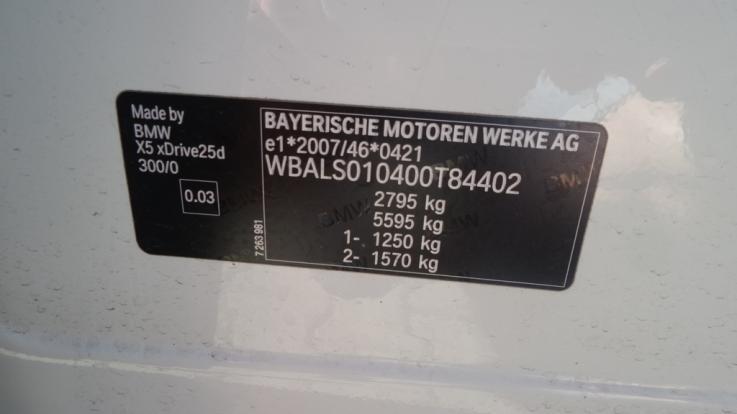 Made by
BMW
X5 xDrive25d
300/0
0.03
7 263 981
BAYERISCHE MOTOREN WERKE AG
e1*2007/46*0421
WBALS010400T84402
2795 kg
5595 kg
1- 1250 kg
2- 1570 kg